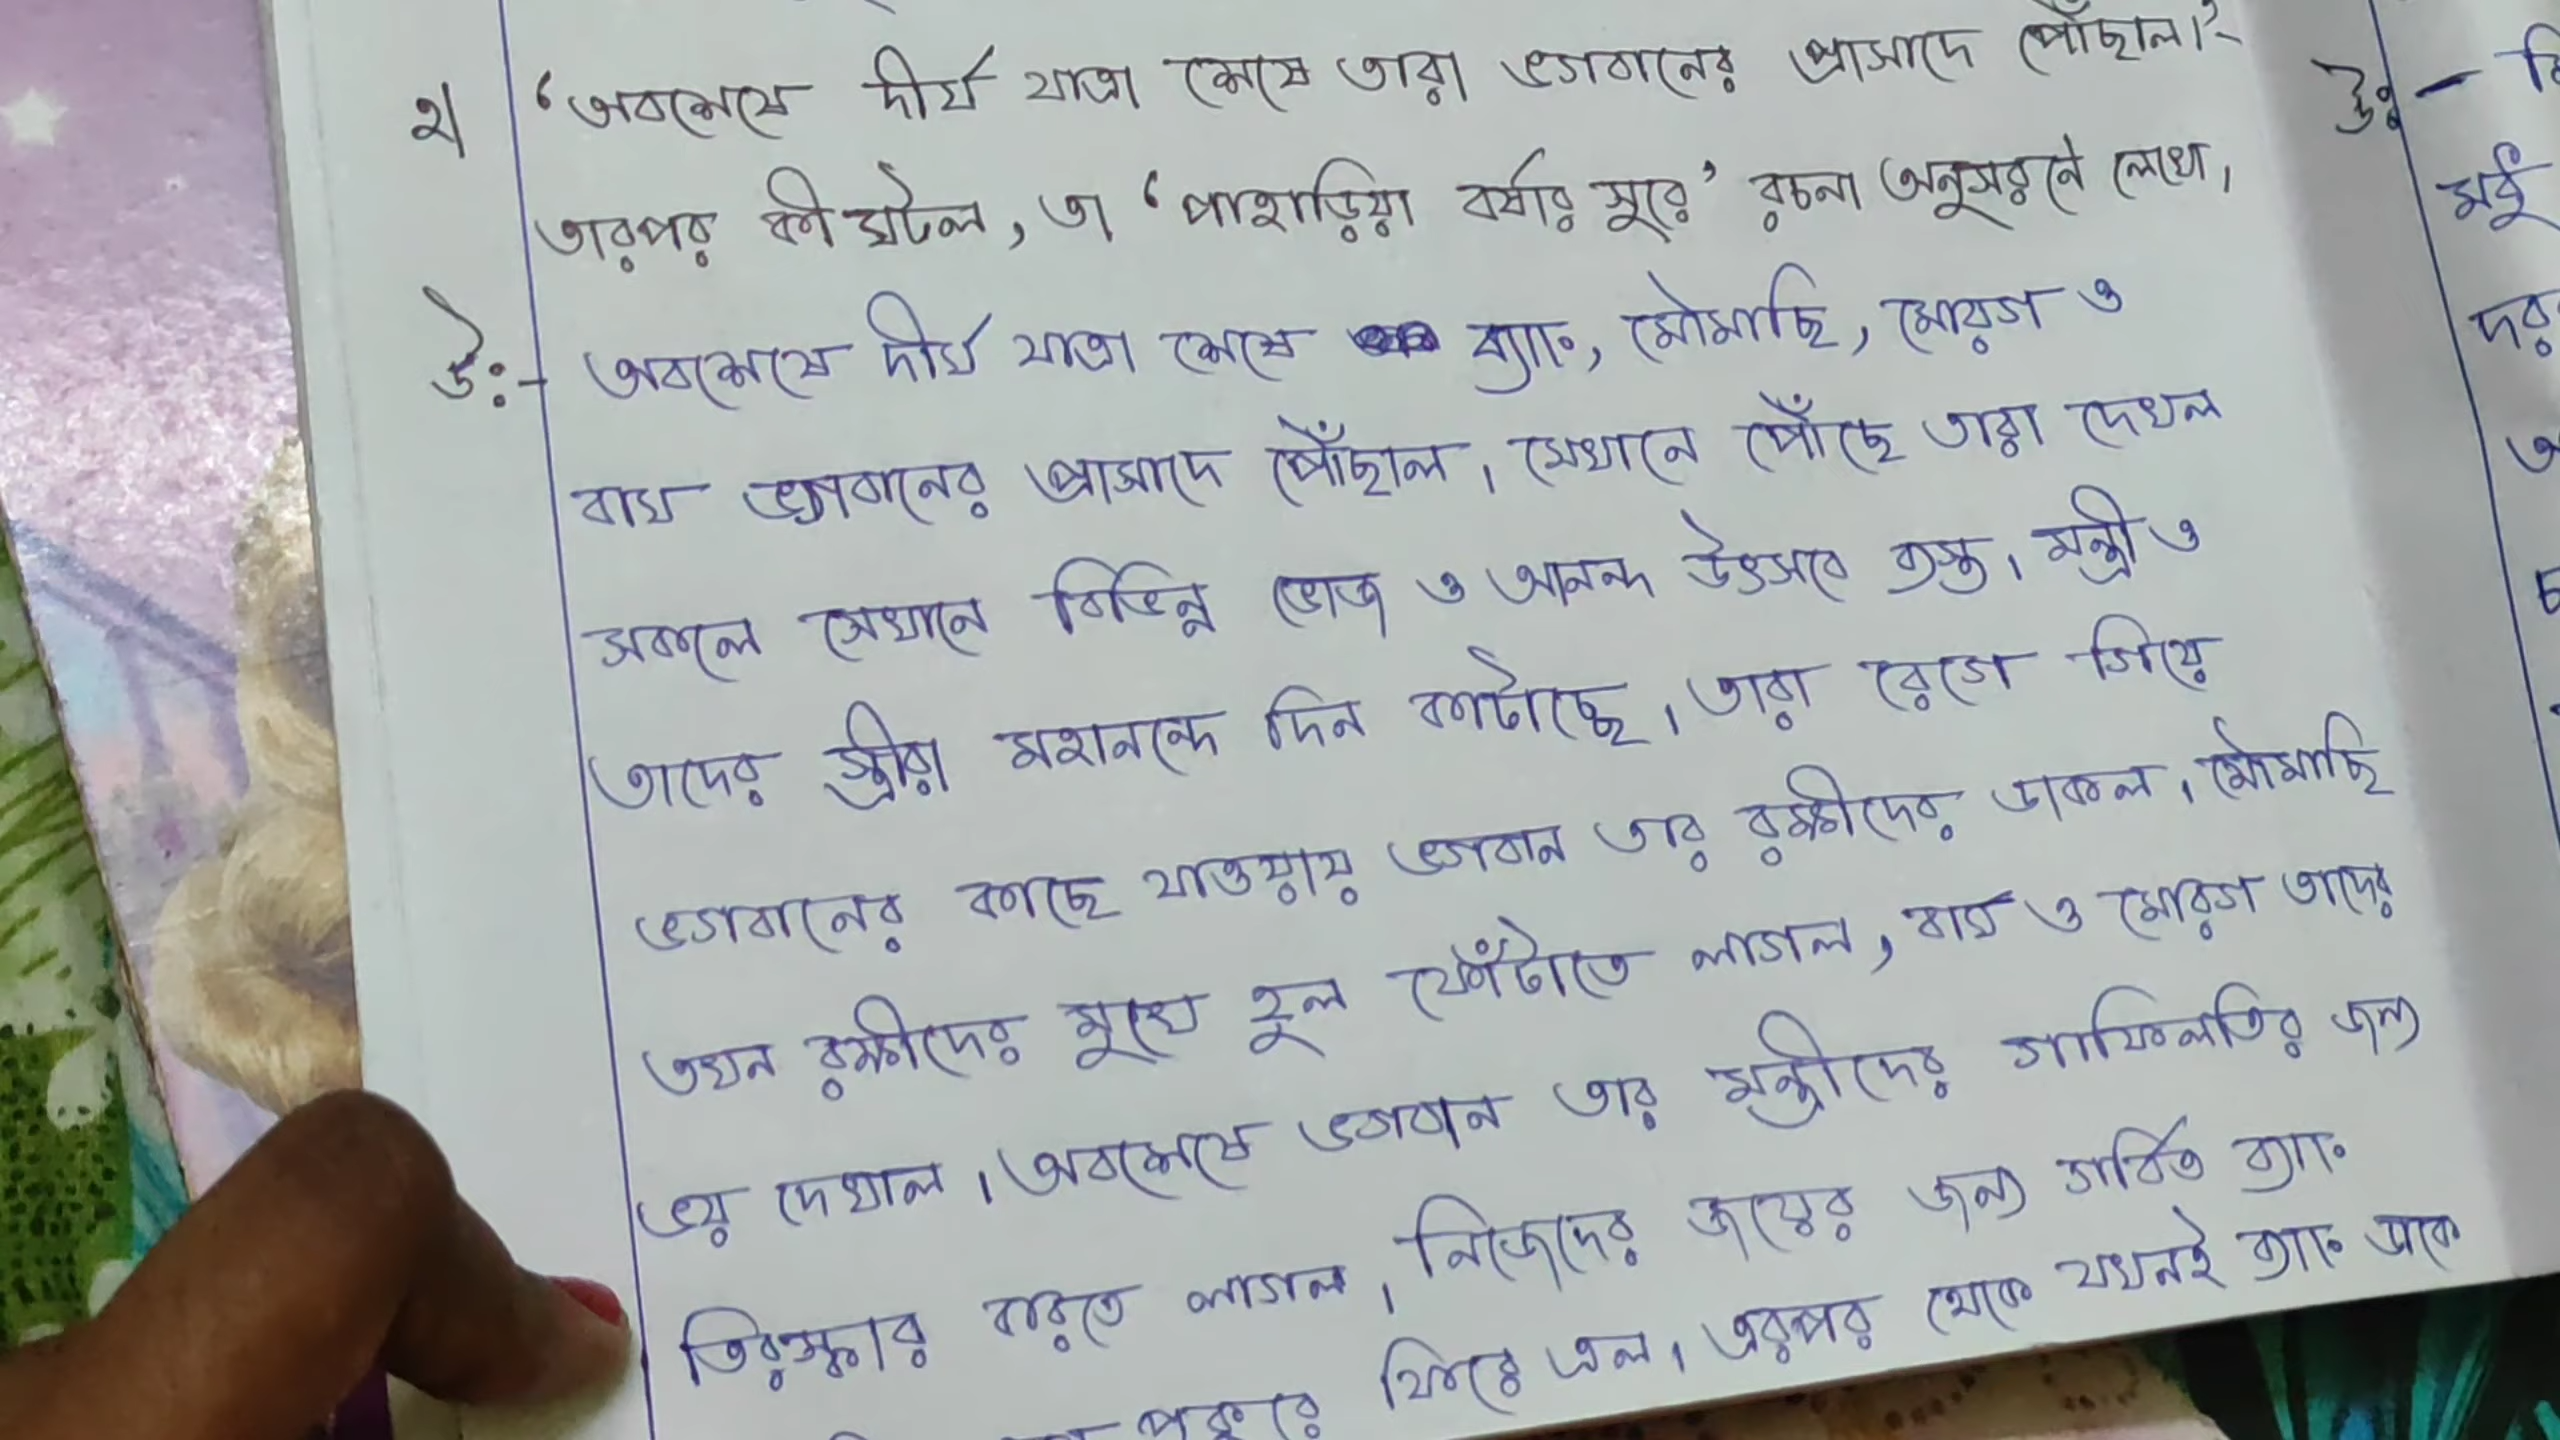 ২। ‘অবশেষে দীর্ঘ যাত্রা শেষে তারা ভগবানের প্রাসাদে পৌঁছাল।’
তারপর কী ঘটল, তা ‘পাহাড়িয়া বর্ষার সুরে’ রচনা অনুসরনে লেখো।
উঃ- অবশেষে দীর্ঘ যাত্রা শেষে ব্যাং, মৌমাছি, মোরগ ও
বাঘ ভগবানের প্রাসাদে পৌঁছাল। সেখানে পৌঁছে তারা দেখল
সকলে সেখানে বিভিন্ন ভোজ ও আনন্দ উৎসবে ব্যস্ত। মন্ত্রী ও
তাদের স্ত্রীরা মহানন্দে দিন কাটাচ্ছে। তারা রেগে গিয়ে
ভগবানের কাছে যাওয়ায় ভগবান তার রক্ষীদের ডাকল। মৌমাছি
তখন রক্ষীদের মুখে হুল ফোঁটাতে লাগল, বাঘ ও মোরগ তাদের
ভয় দেখাল। অবশেষে ভগবান তার মন্ত্রীদের গাফিলতির জন্য
তিরস্কার করতে লাগল। নিজেদের জয়ের জন্য গর্বিত ব্যাং
পুকুরে ফিরে এল। এরপর থেকে যখনই ব্যাং ডাকে
উঃ-